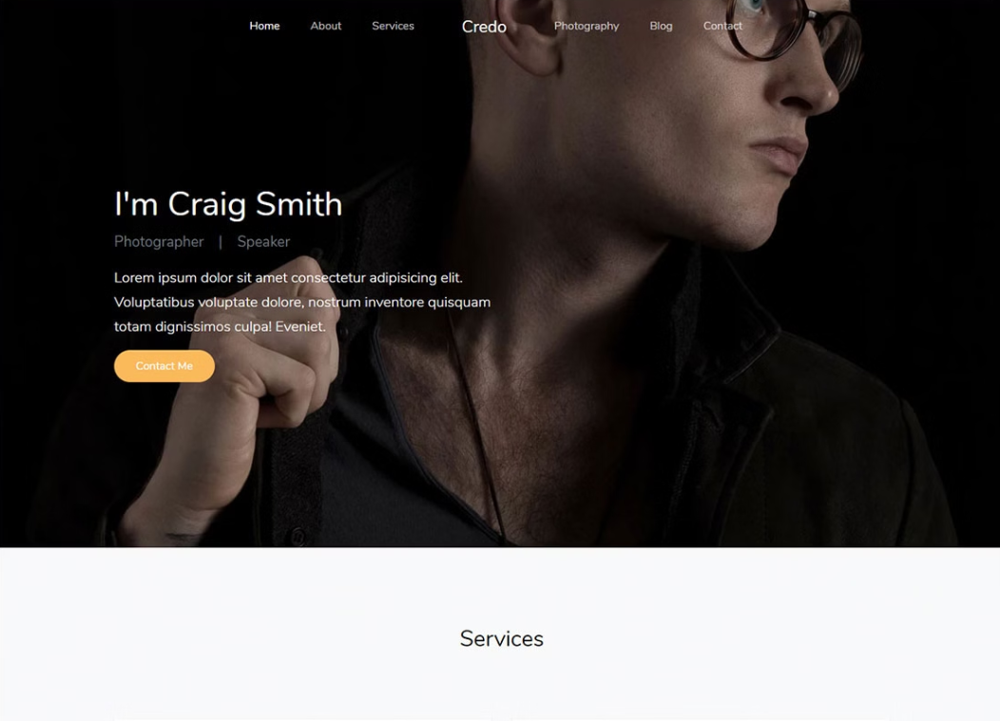 Home About Services Credo Photography Blog Contact
I'm Craig Smith
Photographer | Speaker
Lorem ipsum dolor sit amet consectetur adipisicing elit.
Voluptatibus voluptate dolore, nostrum inventore quisquam
totam dignissimos culpa! Eveniet.
Contact Me
Services